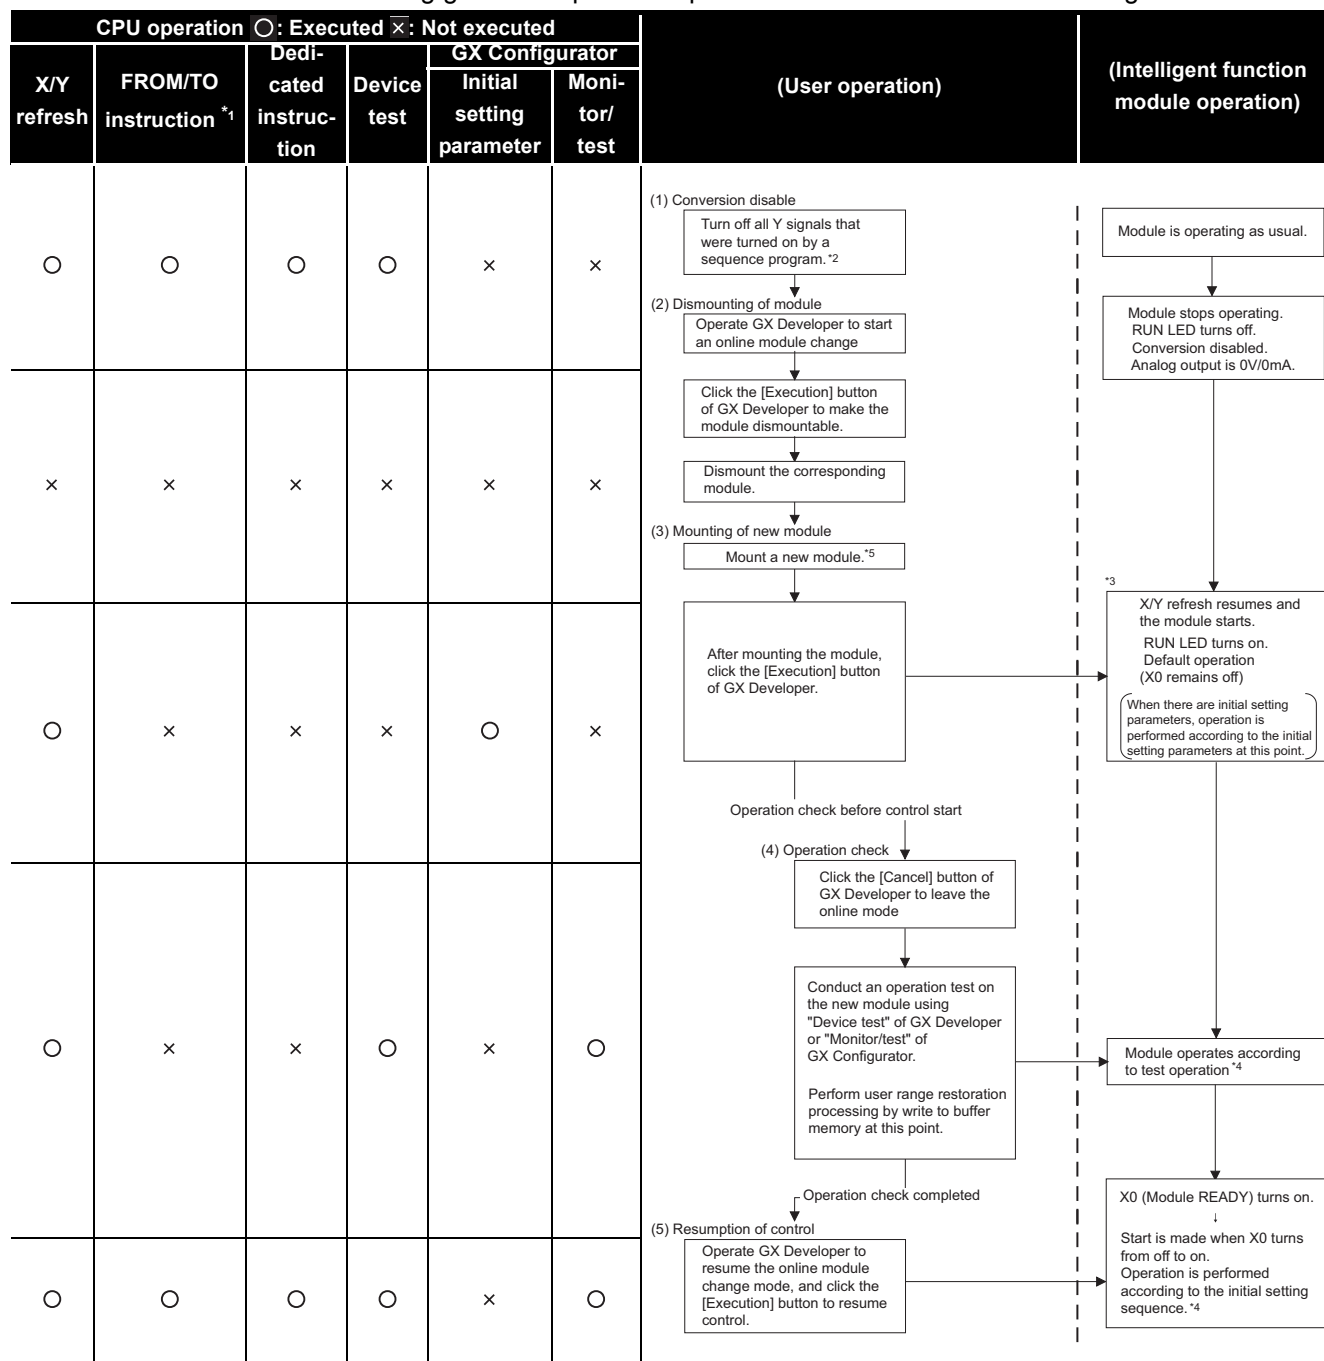 CPU operation ○: Executed ×: Not executed
X/Y refresh
FROM/TO instruction *1
Dedi-cated instruc-tion
Device test
GX Configurator
Initial setting parameter
Moni-tor/ test
(User operation)
(Intelligent function module operation)
○ ○ ○ ○ × ×
(1) Conversion disable
Turn off all Y signals that
were turned on by a
sequence program.*2
Module is operating as usual.
(2) Dismounting of module
Operate GX Developer to start
an online module change
Module stops operating.
RUN LED turns off.
Conversion disabled.
Analog output is 0V/0mA.
× × × × × ×
Click the [Execution] button
of GX Developer to make the
module dismountable.
Dismount the corresponding
module.
(3) Mounting of new module
Mount a new module.*5
○ × × × ○ ×
After mounting the module,
click the [Execution] button
of GX Developer.
*3
X/Y refresh resumes and
the module starts.
RUN LED turns on.
Default operation
(X0 remains off)
When there are initial setting
parameters, operation is
performed according to the initial
setting parameters at this point.
Operation check before control start
(4) Operation check
Click the [Cancel] button of
GX Developer to leave the
online mode
○ × × ○ × ○
Conduct an operation test on
the new module using
"Device test" of GX Developer
or "Monitor/test" of
GX Configurator.
Perform user range restoration
processing by write to buffer
memory at this point.
Module operates according
to test operation *4
Operation check completed
(5) Resumption of control
○ ○ ○ ○ × ○
Operate GX Developer to
resume the online module
change mode, and click the
[Execution] button to resume
control.
X0 (Module READY) turns on.
↓
Start is made when X0 turns
from off to on.
Operation is performed
according to the initial setting
sequence. *4